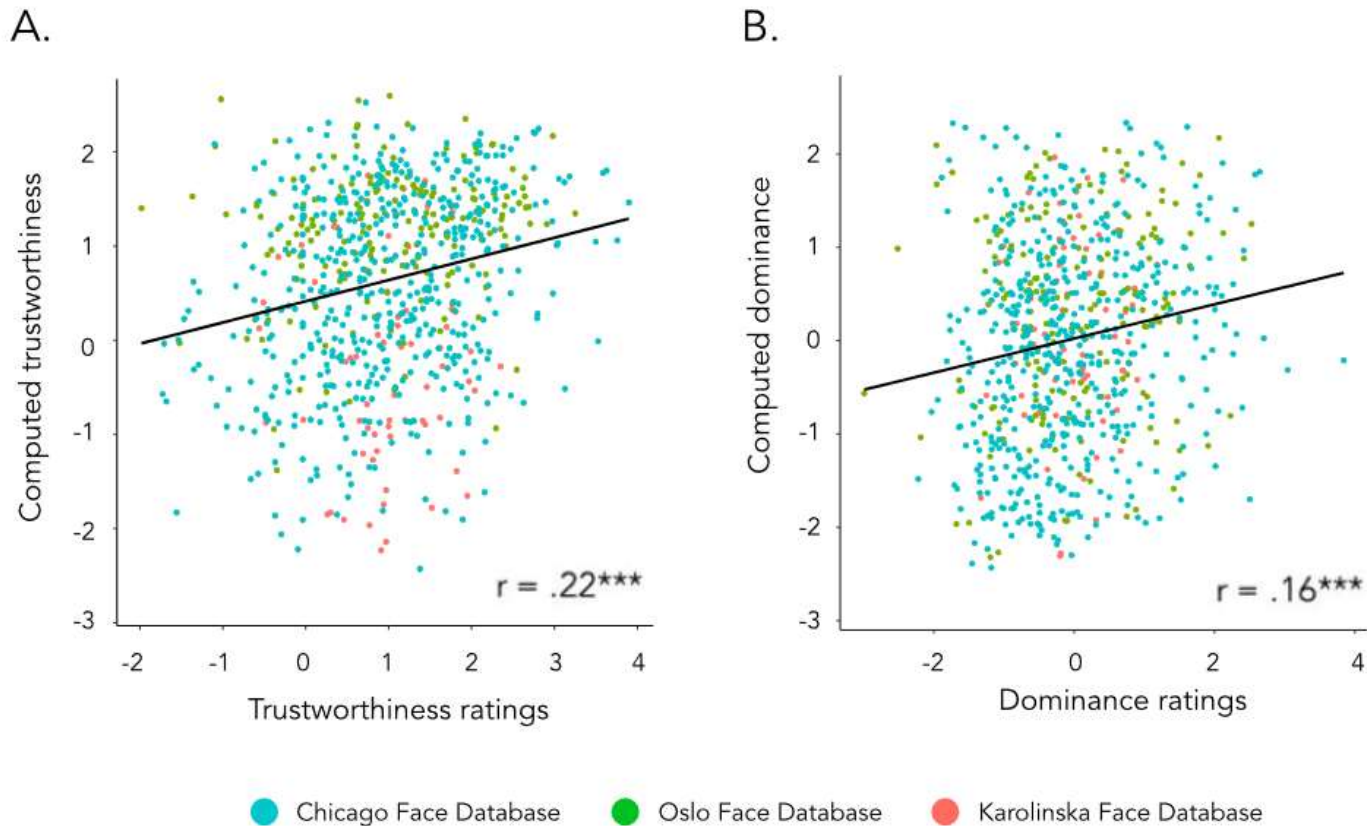 A.
B.
Computed trustworthiness
2
1
0
-1
-2
-3
r = .22***
-2 -1 0 1 2 3 4
Trustworthiness ratings
Computed dominance
2
1
0
-1
-2
-3
r = .16***
-2 0 2 4
Dominance ratings
Chicago Face Database Oslo Face Database Karolinska Face Database